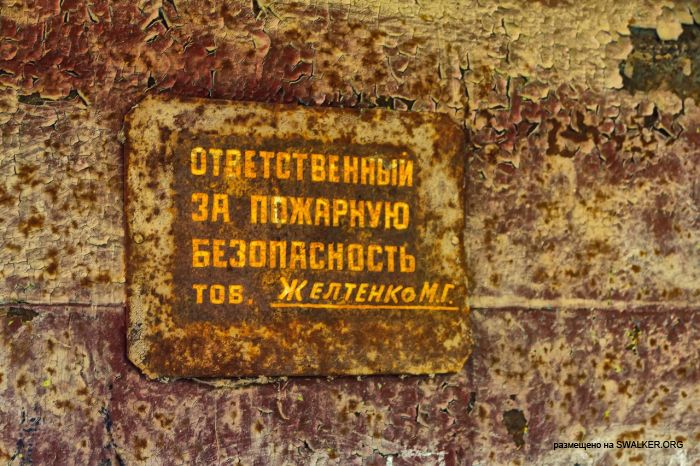 ОТВЕТСТВЕННЫЙ
ЗА ПОЖАРНУЮ
БЕЗОПАСНОСТЬ
ТОВ. ЖЕЛТЕНКО М.Г.
размещено на SWALKER.ORG